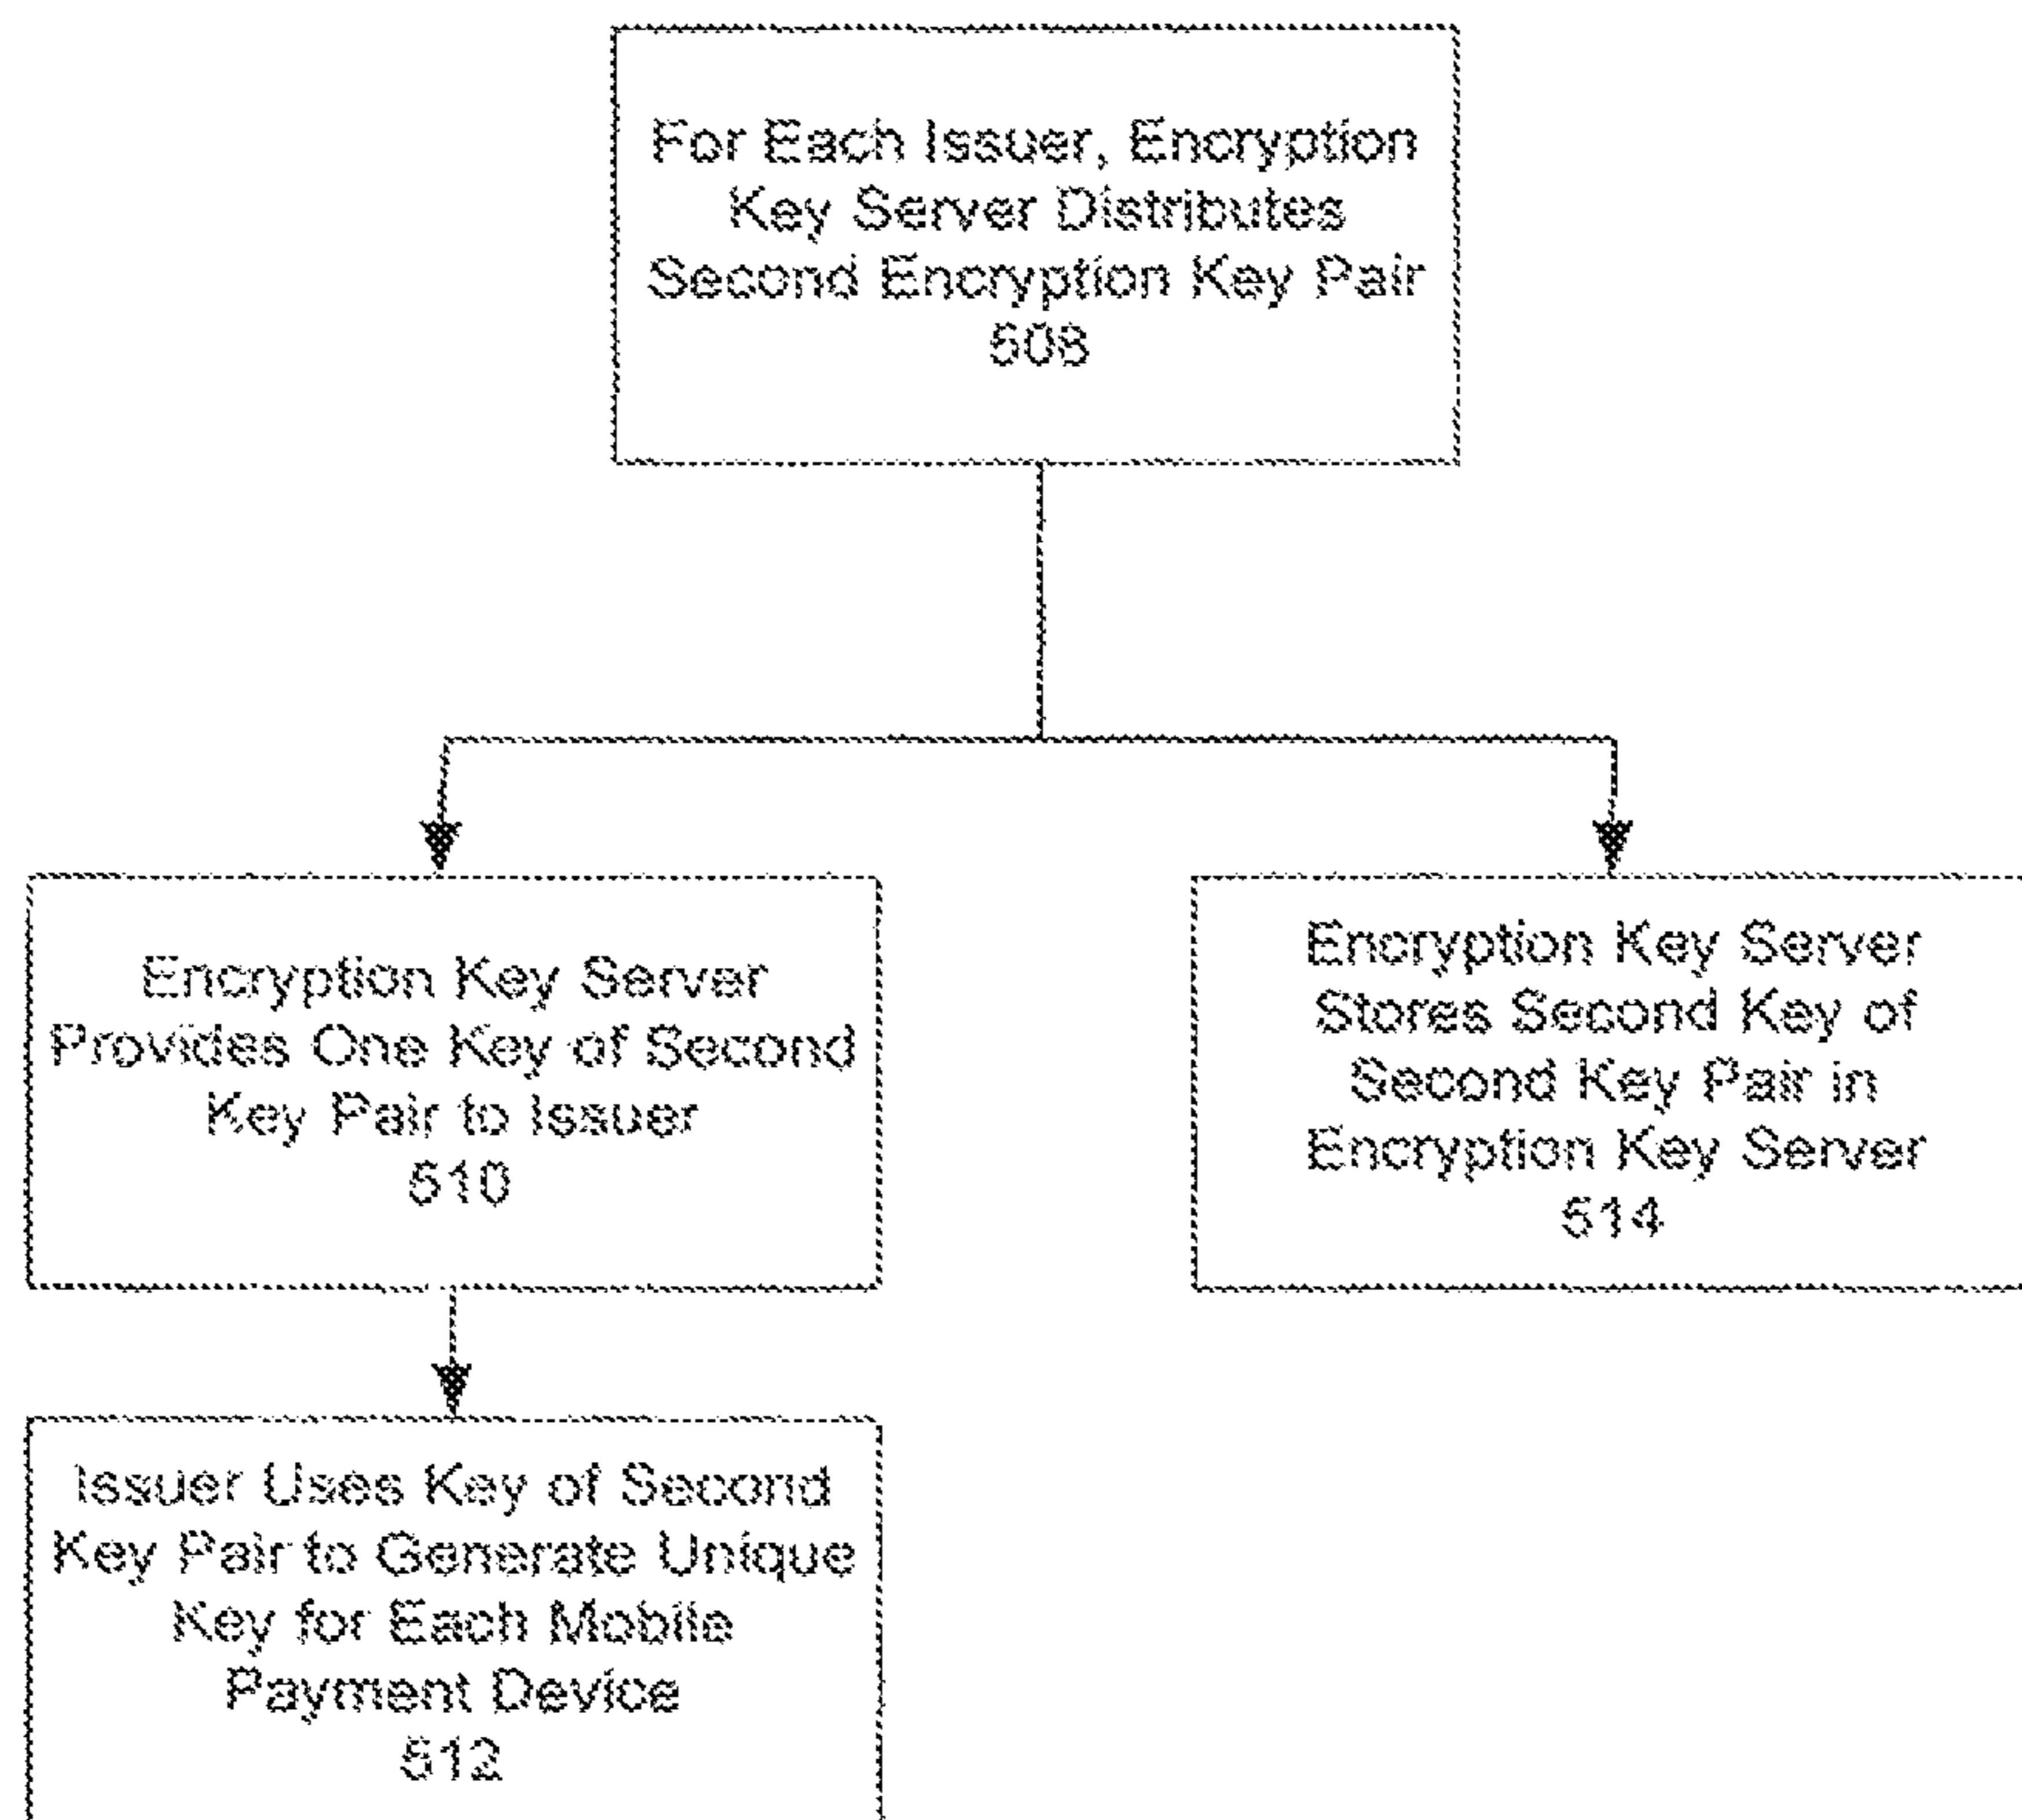 For Each Issuer, Encryption
Key Server Distributes
Second Encryption Key Pair
508
Encryption Key Server
Provides One Key of Second
Key Pair to Issuer
510
Encryption Key Server
Stores Second Key of
Second Key Pair in
Encryption Key Server
514
Issuer Uses Key of Second
Key Pair to Generate Unique
Key for Each Mobile
Payment Device
512